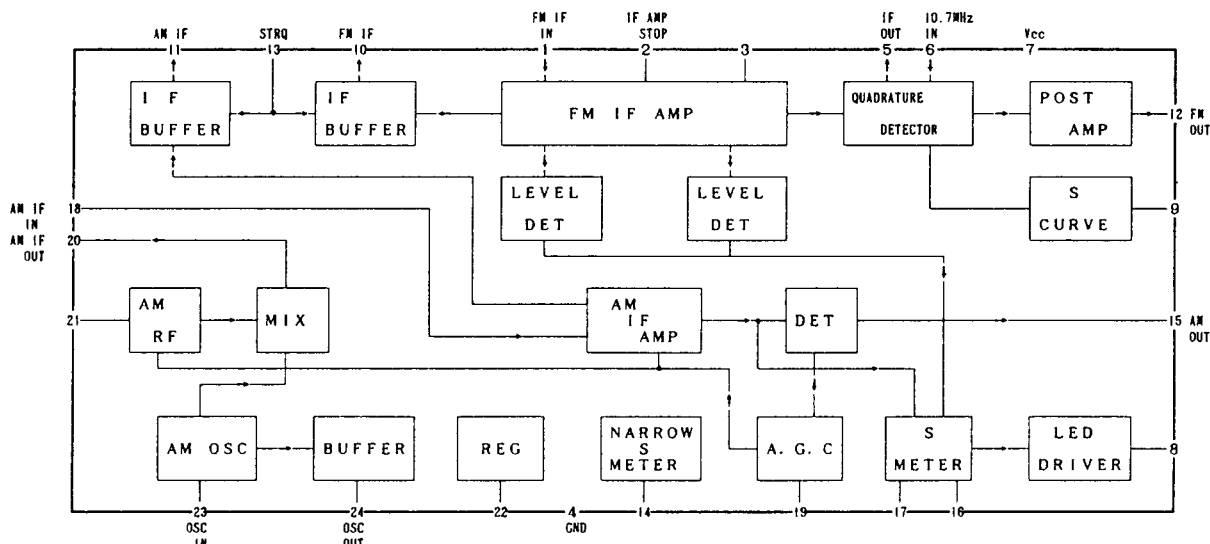 AM IF STRQ FM IF FM IF IN IF AMP STOP IF OUT 10.7MHz IN Vcc
11 13 10 1 2 3 5 6 7
IF BUFFER
IF BUFFER
FM IF AMP
QUADRATURE DETECTOR
POST AMP
12 FM OUT
LEVEL DET
LEVEL DET
S CURVE
9
AM IF IN 18
AM IF OUT 20
21
AM RF
MIX
AM IF AMP
DET
15 AM OUT
AM OSC
BUFFER
REG
NARROW S METER
A.G.C
S METER
LED DRIVER
8
23 24 22 4 14 19 17 16
OSC IN OSC OUT GND